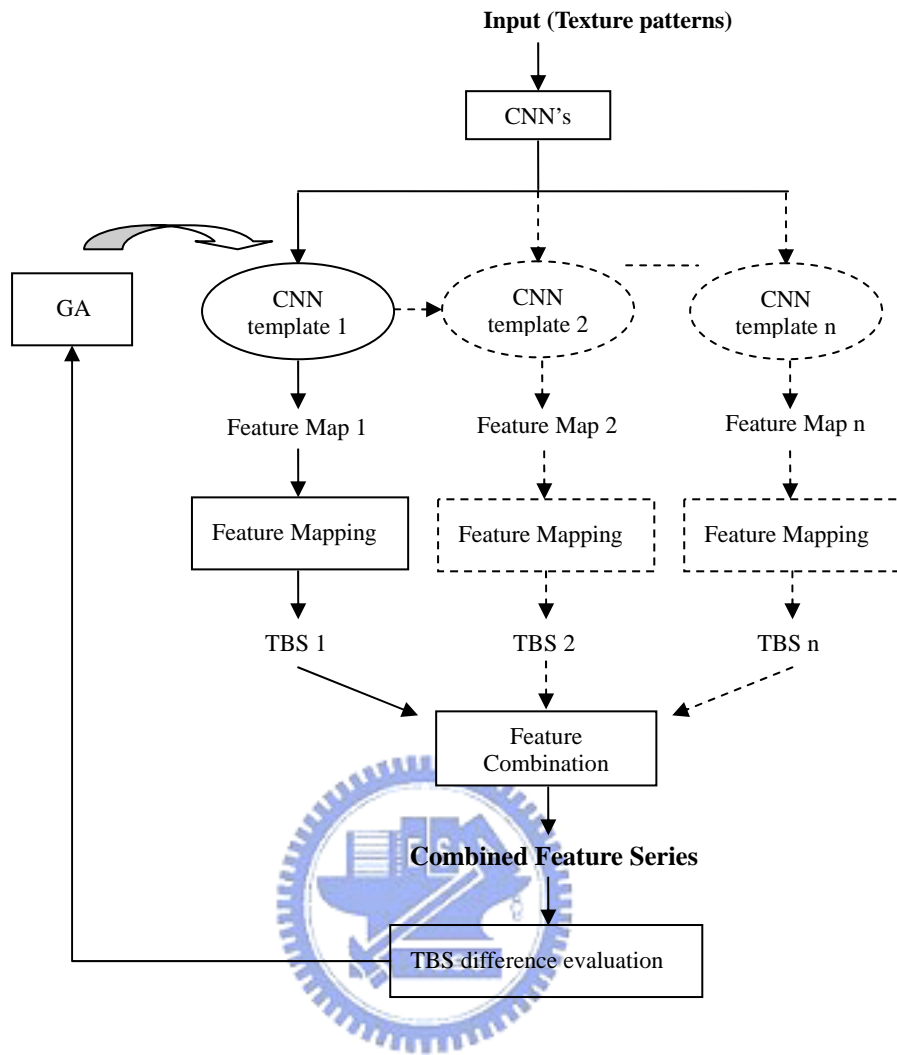 Input (Texture patterns)
CNN's
GA
CNN
template 1
CNN
template 2
CNN
template n
Feature Map 1
Feature Map 2
Feature Map n
Feature Mapping
Feature Mapping
Feature Mapping
TBS 1
TBS 2
TBS n
Feature
Combination
Combined Feature Series
TBS difference evaluation